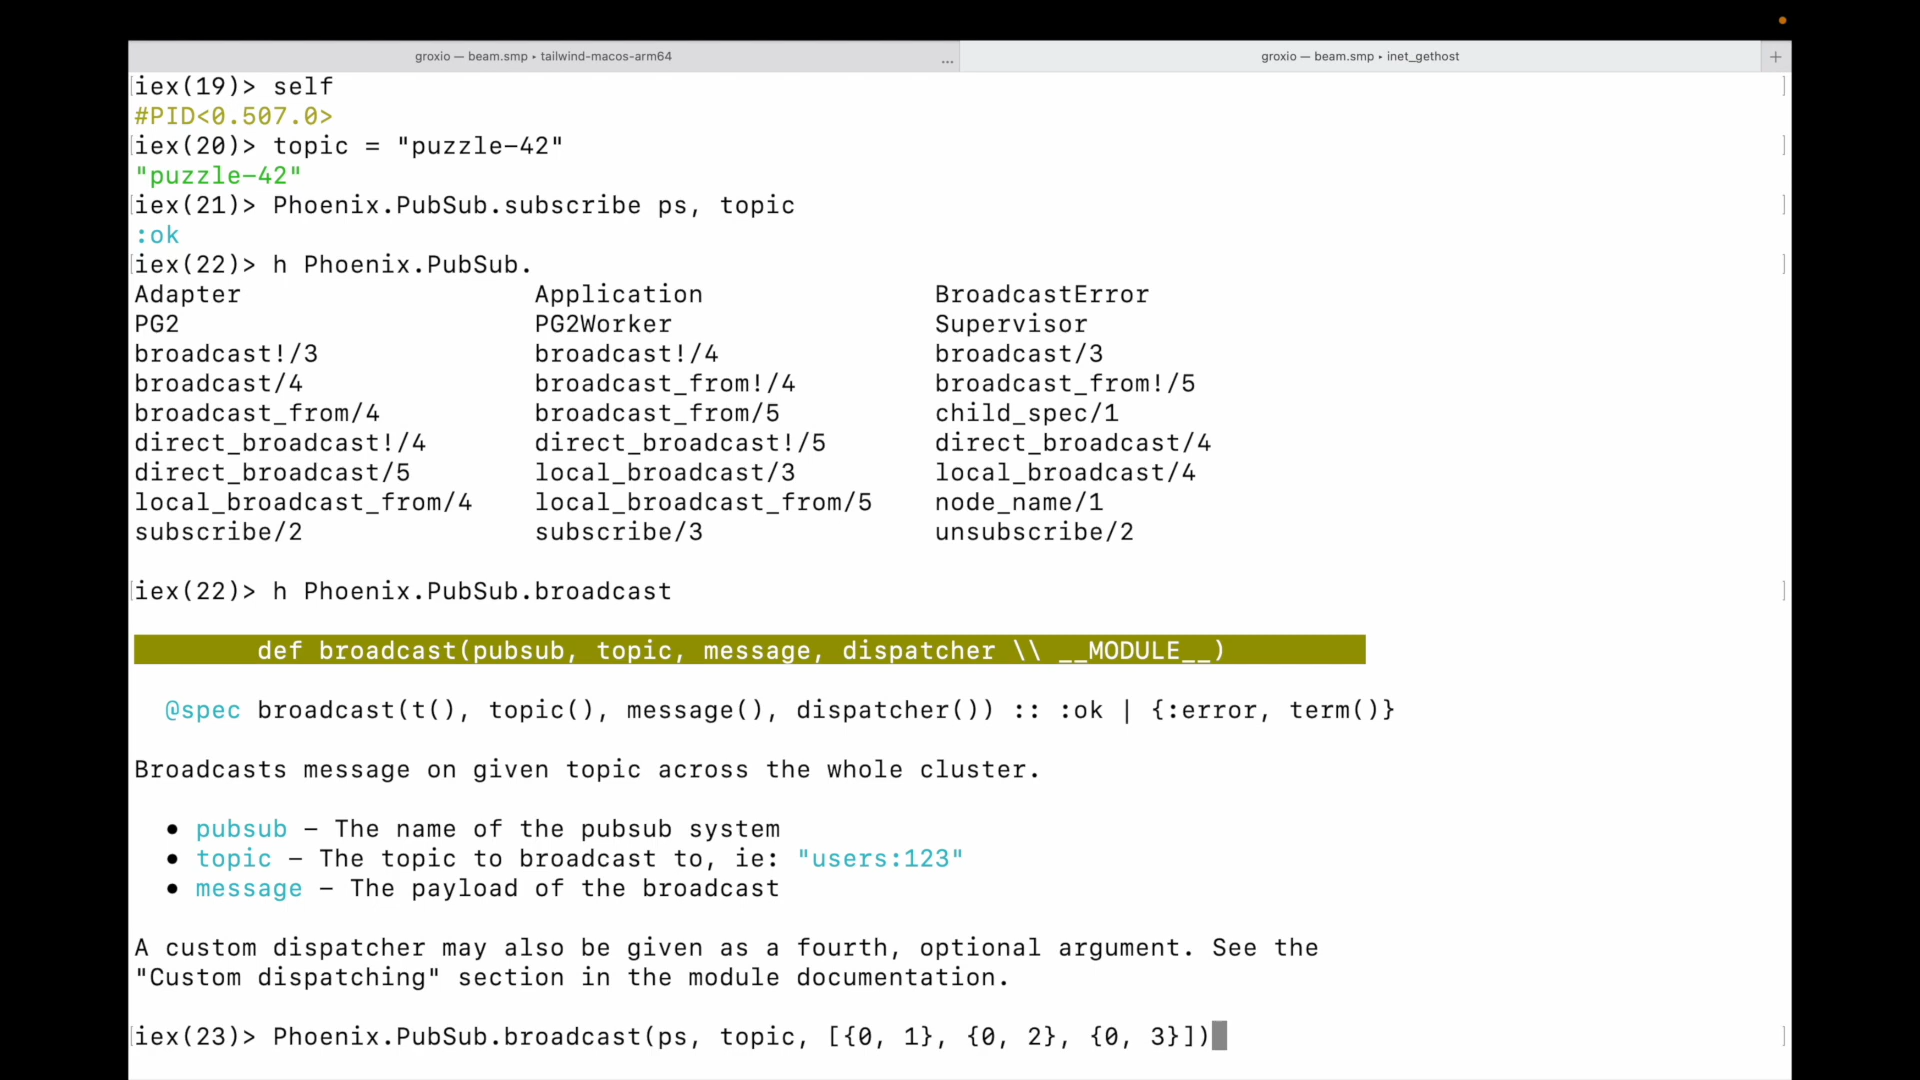 groxio — beam.smp ▸ tailwind-macos-arm64 ... groxio — beam.smp ▸ inet_gethost +
iex(19)> self
#PID<0.507.0>
iex(20)> topic = "puzzle-42"
"puzzle-42"
iex(21)> Phoenix.PubSub.subscribe ps, topic
:ok
iex(22)> h Phoenix.PubSub.
Adapter Application BroadcastError
PG2 PG2Worker Supervisor
broadcast!/3 broadcast!/4 broadcast/3
broadcast/4 broadcast_from!/4 broadcast_from!/5
broadcast_from/4 broadcast_from/5 child_spec/1
direct_broadcast!/4 direct_broadcast!/5 direct_broadcast/4
direct_broadcast/5 local_broadcast/3 local_broadcast/4
local_broadcast_from/4 local_broadcast_from/5 node_name/1
subscribe/2 subscribe/3 unsubscribe/2
iex(22)> h Phoenix.PubSub.broadcast
def broadcast(pubsub, topic, message, dispatcher \\ __MODULE__)
@spec broadcast(t(), topic(), message(), dispatcher()) :: :ok | {:error, term()}
Broadcasts message on given topic across the whole cluster.
• pubsub – The name of the pubsub system
• topic – The topic to broadcast to, ie: "users:123"
• message – The payload of the broadcast
A custom dispatcher may also be given as a fourth, optional argument. See the
"Custom dispatching" section in the module documentation.
iex(23)> Phoenix.PubSub.broadcast(ps, topic, [{0, 1}, {0, 2}, {0, 3}])